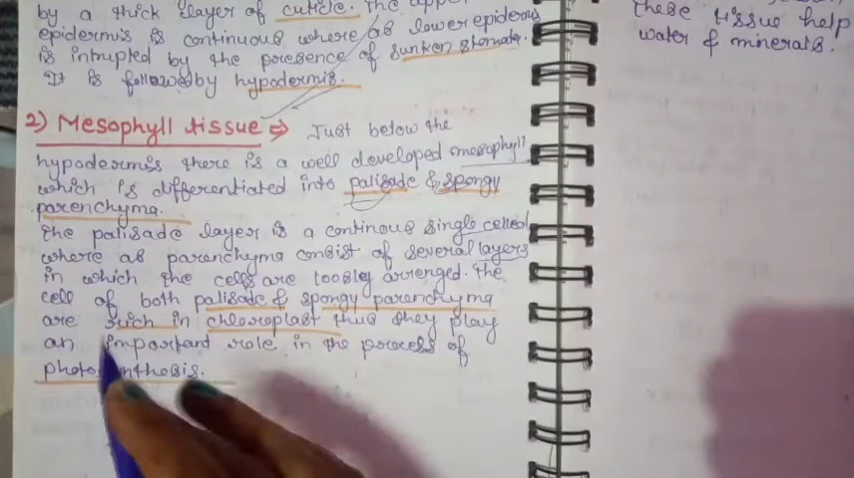 by a thick layer of cuticle. The upper
epidermis is continuous where as lower epidermis
is intrupted by the presence of sunken stomata.
It is followed by hypodermis.
2) Mesophyll tissue ⇒ Just below the
hypodermis there is a well developed mesophyll
which is differentiated into palisade & spongy
parenchyma.
The palisade layer is a continous single celled
where as parenchyma consist of several layers
in which the cells are loosley arranged. The
cell of both palisade & spongy parenchyma
are rich in chloroplast thus they play
an important role in the process of
photosynthesis.
these tissue help
water & minerals.